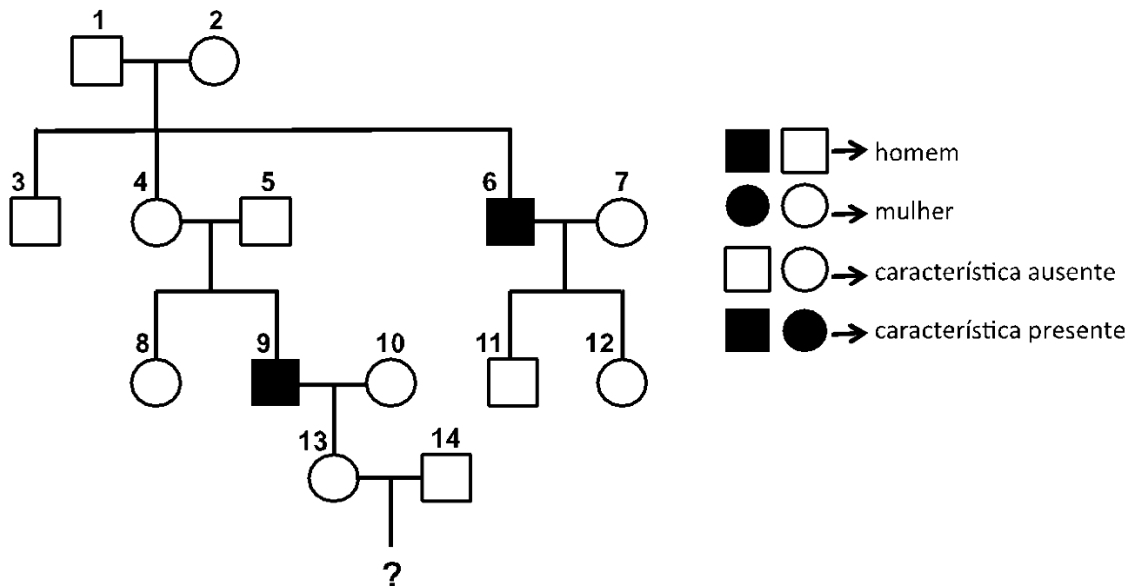 1 2
3 4 5 6 7
8 9 10 11 12
13 14
?
homem
mulher
característica ausente
característica presente